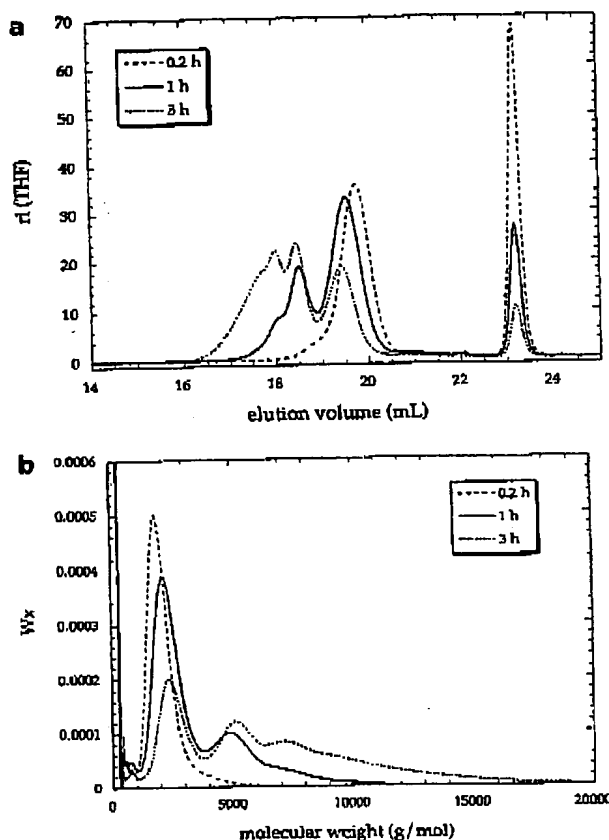 a
70
60
50
40
30
20
10
0
rI (THF)
0.2 h
1 h
3 h
14 16 18 20 22 24
elution volume (mL)
b
0.0006
0.0005
0.0004
0.0003
0.0002
0.0001
0
Wx
0.2 h
1 h
3 h
0 5000 10000 15000 20000
molecular weight (g/mol)